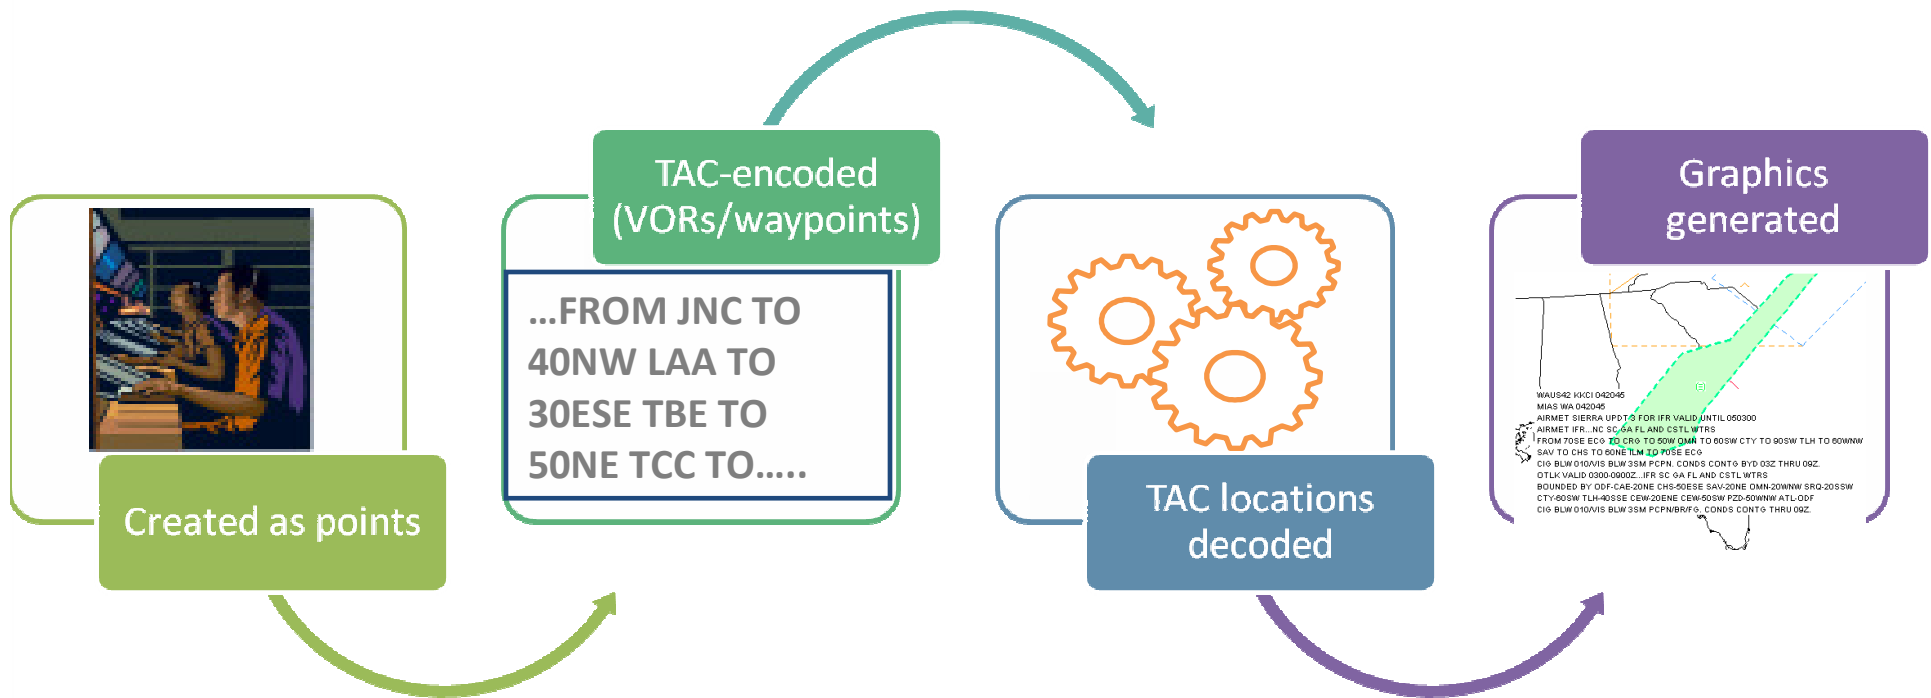 Created as points
TAC-encoded
(VORs/waypoints)
...FROM JNC TO
40NW LAA TO
30ESE TBE TO
50NE TCC TO.....
TAC locations
decoded
Graphics
generated
WAUS42 KKCI 042045
MIAS WA 042045
AIRMET SIERRA UPDT 3 FOR IFR VALID UNTIL 050300
AIRMET IFR...NC SC GA FL AND CSTL WTRS
FROM 70SE ECG TO CRG TO 50W OMN TO 60SW CTY TO 90SW TLH TO 60WNW
SAV TO CHS TO 60NE ILM TO 70SE ECG
CIG BLW 010/VIS BLW 3SM PCPN. CONDS CONTG BYD 03Z THRU 09Z.
OTLK VALID 0300-0900Z...IFR SC GA FL AND CSTL WTRS
BOUNDED BY ODF-CAE-20NE CHS-50ESE SAV-20NE OMN-20WNW SRQ-20SSW
CTY-60SW TLH-40SSE CEW-20ENE CEW-50SW PZD-50WNW ATL-ODF
CIG BLW 010/VIS BLW 3SM PCPN/BR/FG. CONDS CONTG THRU 09Z.